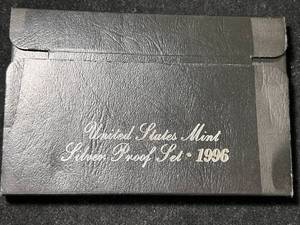 United States Mint
Silver Proof Set • 1996